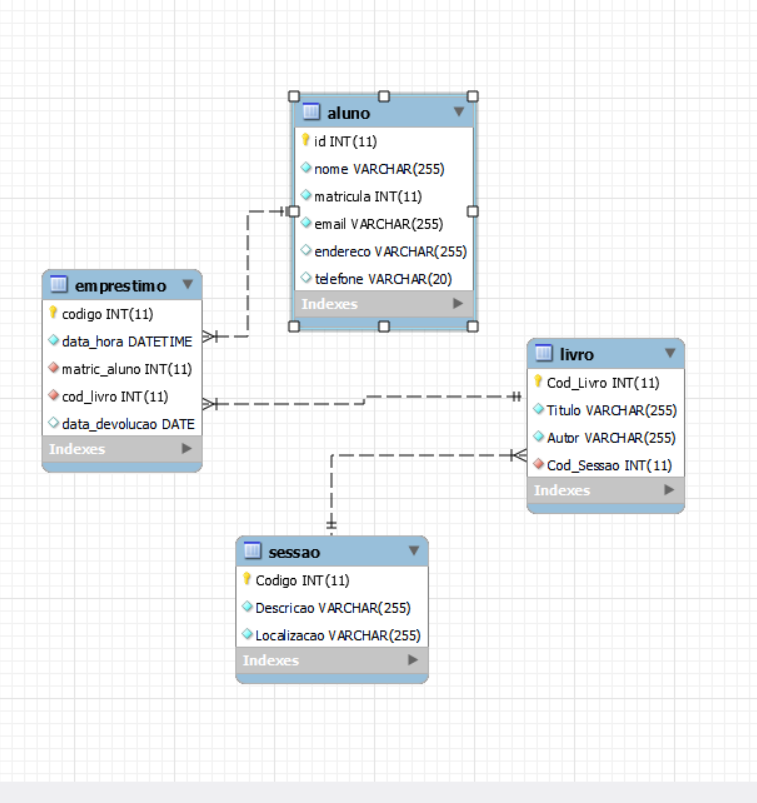 aluno
id INT(11)
nome VARCHAR(255)
matricula INT(11)
email VARCHAR(255)
endereco VARCHAR(255)
telefone VARCHAR(20)
Indexes
emprestimo
codigo INT(11)
data_hora DATETIME
matric_aluno INT(11)
cod_livro INT(11)
data_devolucao DATE
Indexes
livro
Cod_Livro INT(11)
Titulo VARCHAR(255)
Autor VARCHAR(255)
Cod_Sessao INT(11)
Indexes
sessao
Codigo INT(11)
Descricao VARCHAR(255)
Localizacao VARCHAR(255)
Indexes